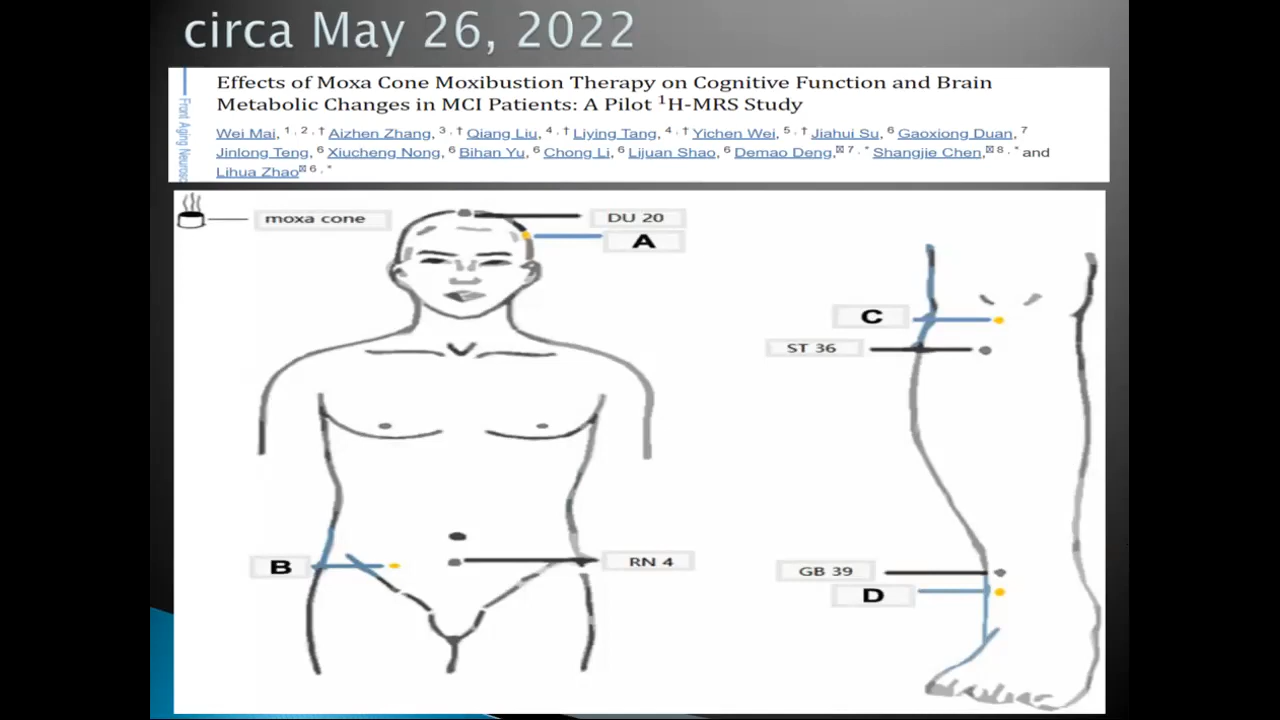 circa May 26, 2022
Effects of Moxa Cone Moxibustion Therapy on Cognitive Function and Brain
Metabolic Changes in MCI Patients: A Pilot ¹H-MRS Study
Wei Mai, ¹ , ² , † Aizhen Zhang, ³ , † Qiang Liu, ⁴ , † Liying Tang, ⁴ , † Yichen Wei, ⁵ , † Jiahui Su, ⁶ Gaoxiong Duan, ⁷
Jinlong Teng, ⁶ Xiucheng Nong, ⁶ Bihan Yu, ⁶ Chong Li, ⁶ Lijuan Shao, ⁶ Demao Deng, ⁷ , * Shangjie Chen, ⁸ , * and
Lihua Zhao ⁶ , *
Front Aging Neurosc
moxa cone
DU 20
A
C
ST 36
B
RN 4
GB 39
D